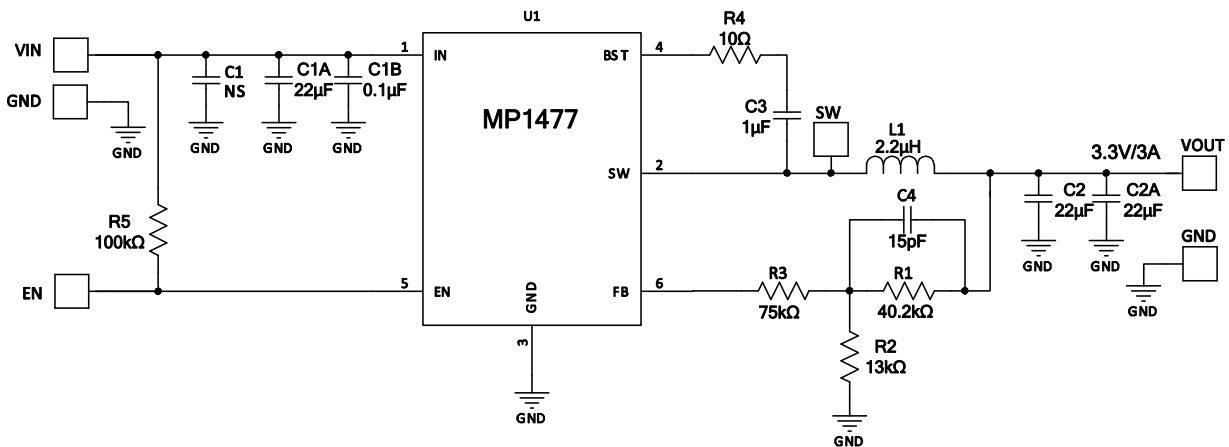 U1
VIN
1
IN
BST
4
R4
10Ω
C1
NS
C1A
22µF
C1B
0.1µF
GND
GND
GND
GND
GND
MP1477
C3
1µF
SW
L1
2.2µH
3.3V/3A
VOUT
SW
2
C2
22µF
C2A
22µF
C4
15pF
R5
100kΩ
GND
GND
GND
EN
5
EN
GND
3
FB
6
R3
75kΩ
R1
40.2kΩ
GND
R2
13kΩ
GND
GND